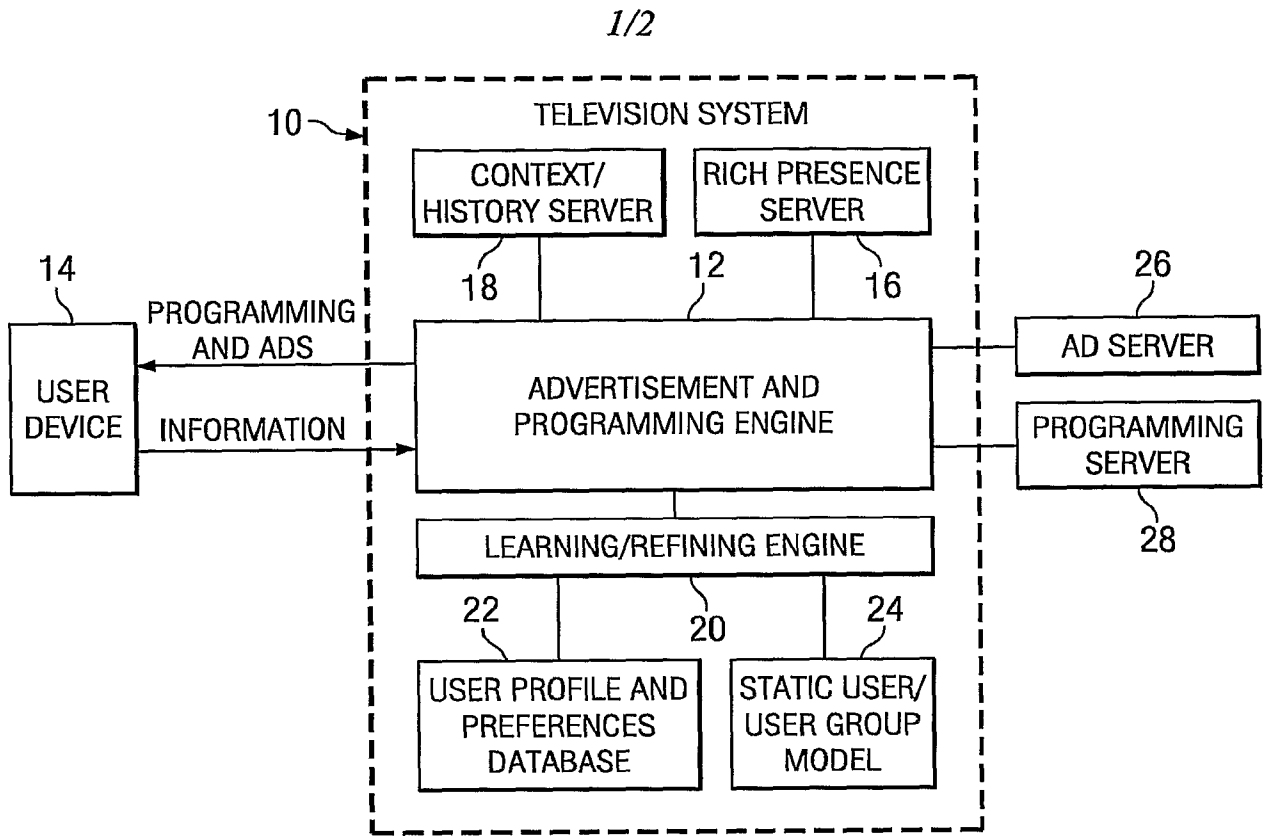 1/2
10
TELEVISION SYSTEM
CONTEXT/
HISTORY SERVER
18
RICH PRESENCE
SERVER
16
12
14
USER
DEVICE
PROGRAMMING
AND ADS
INFORMATION
ADVERTISEMENT AND
PROGRAMMING ENGINE
26
AD SERVER
PROGRAMMING
SERVER
28
LEARNING/REFINING ENGINE
20
22
USER PROFILE AND
PREFERENCES
DATABASE
24
STATIC USER/
USER GROUP
MODEL